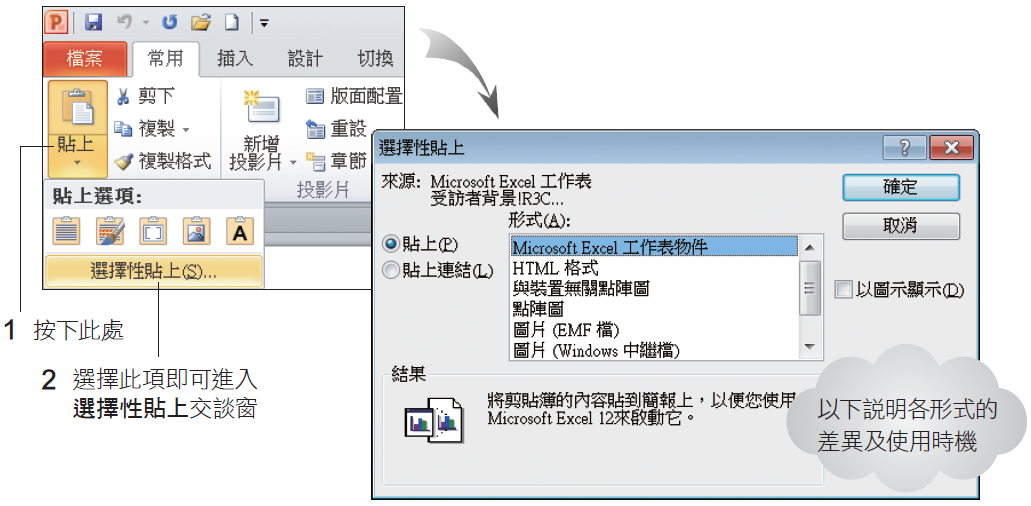 檔案 常用 插入 設計 切換
貼上
剪下
複製
複製格式
新增
投影片
版面配置
重設
章節
投影片
貼上選項:
A
選擇性貼上(S)...
1 按下此處
2 選擇此項即可進入
選擇性貼上交談窗
選擇性貼上
來源: Microsoft Excel 工作表
受訪者背景!R3C...
形式(A):
貼上(P)
貼上連結(L)
Microsoft Excel 工作表物件
HTML 格式
與裝置無關點陣圖
點陣圖
圖片 (EMF 檔)
圖片 (Windows 中繼檔)
確定
取消
以圖示顯示(D)
結果
將剪貼簿的內容貼到簡報上，以便您使用
Microsoft Excel 12來啟動它。
以下說明各形式的
差異及使用時機